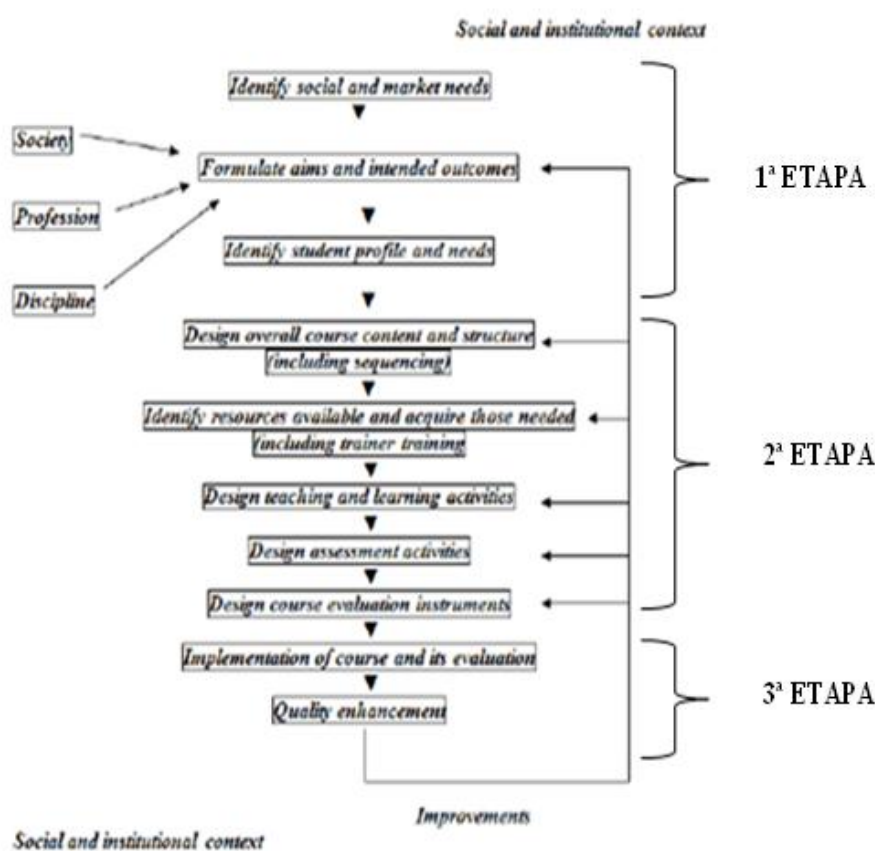 Social and institutional context
Identify social and market needs
Society
Formulate aims and intended outcomes
1ª ETAPA
Profession
Identify student profile and needs
Discipline
Design overall course content and structure
(including sequencing)
Identify resources available and acquire those needed
(including trainer training
2ª ETAPA
Design teaching and learning activities
Design assessment activities
Design course evaluation instruments
Implementation of course and its evaluation
3ª ETAPA
Quality enhancement
Improvements
Social and institutional context